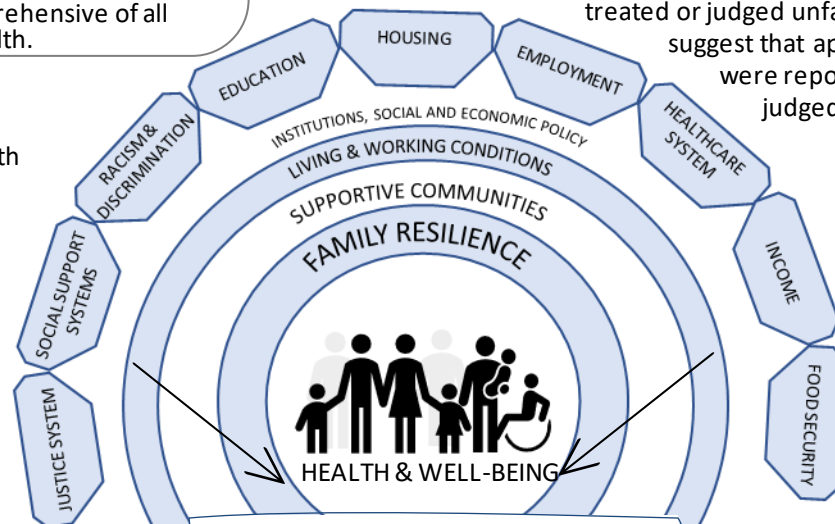 rehensive of all
lth.
th
treated or judged unfa
suggest that ap
were repo
judged
JUSTICE SYSTEM
SOCIAL SUPPORT
SYSTEMS
RACISM &
DISCRIMINATION
EDUCATION
HOUSING
EMPLOYMENT
HEALTHCARE
SYSTEM
INCOME
FOOD SECURITY
INSTITUTIONS, SOCIAL AND ECONOMIC POLICY
LIVING & WORKING CONDITIONS
SUPPORTIVE COMMUNITIES
FAMILY RESILIENCE
HEALTH & WELL-BEING